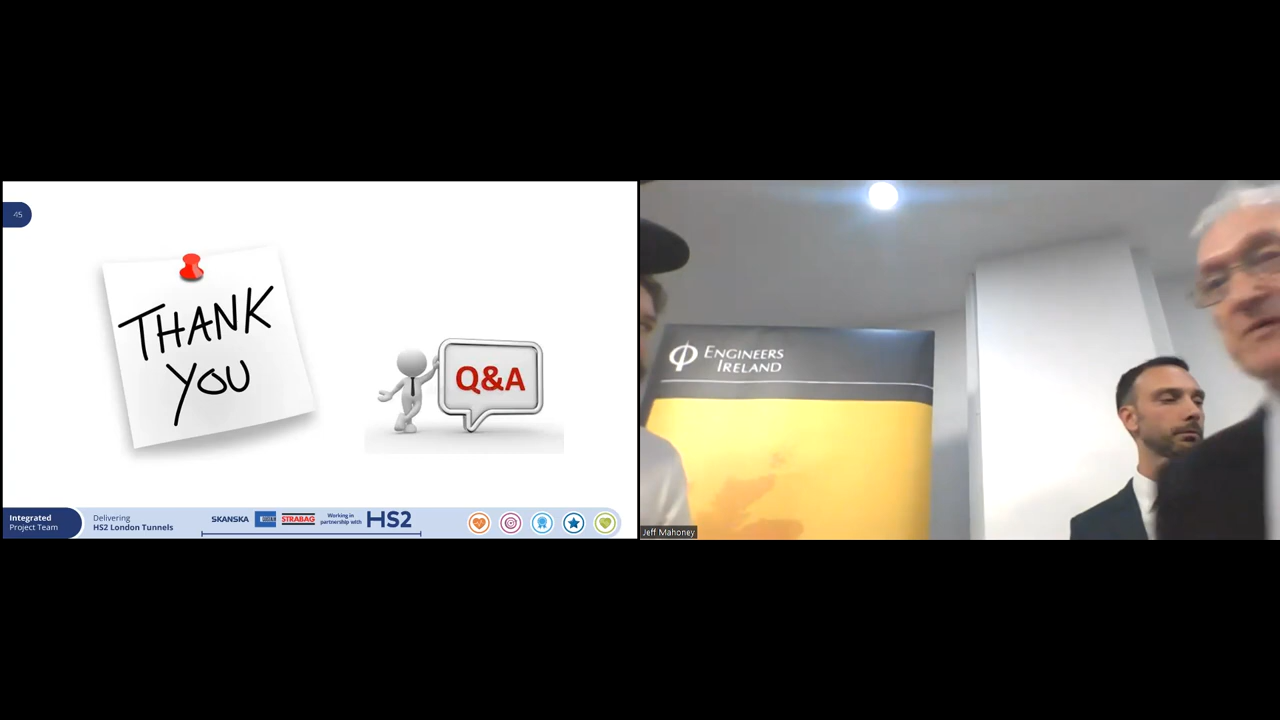 45
THANK
YOU
Q&A
Integrated
Project Team
Delivering
HS2 London Tunnels
SKANSKA
STRABAG
Working in
partnership with
HS2
ENGINEERS
IRELAND
Jeff Mahoney